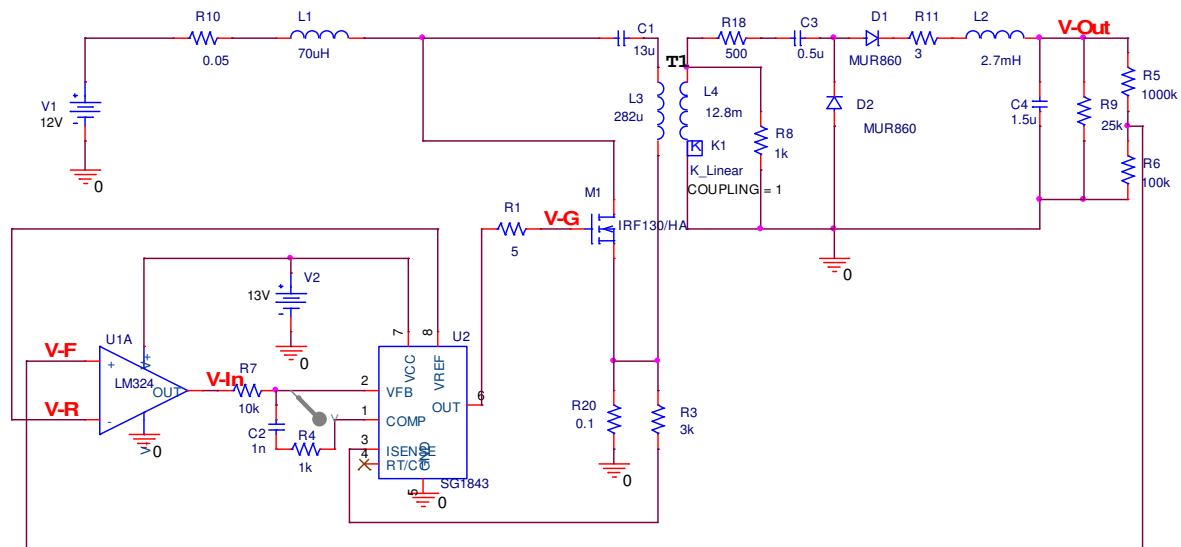 R10
0.05
L1
70uH
C1
13u
R18
500
C3
0.5u
D1
MUR860
R11
3
L2
2.7mH
V-Out
V1
12V
0
T1
L3
282u
L4
12.8m
K K1
K_Linear
COUPLING = 1
R8
1k
D2
MUR860
0
C4
1.5u
R9
25k
R5
1000k
R6
100k
M1
IRF130/HA
R1
5
V-G
V2
13V
0
U1A
LM324
V+
V-
+
-
OUT
0
V-F
V-R
V-In
R7
10k
C2
1n
R4
1k
V
U2
SG1843
7
VCC
8
VREF
2
VFB
1
COMP
3
ISENSE
4
RT/CT
5
GND
6
OUT
0
R20
0.1
0
R3
3k